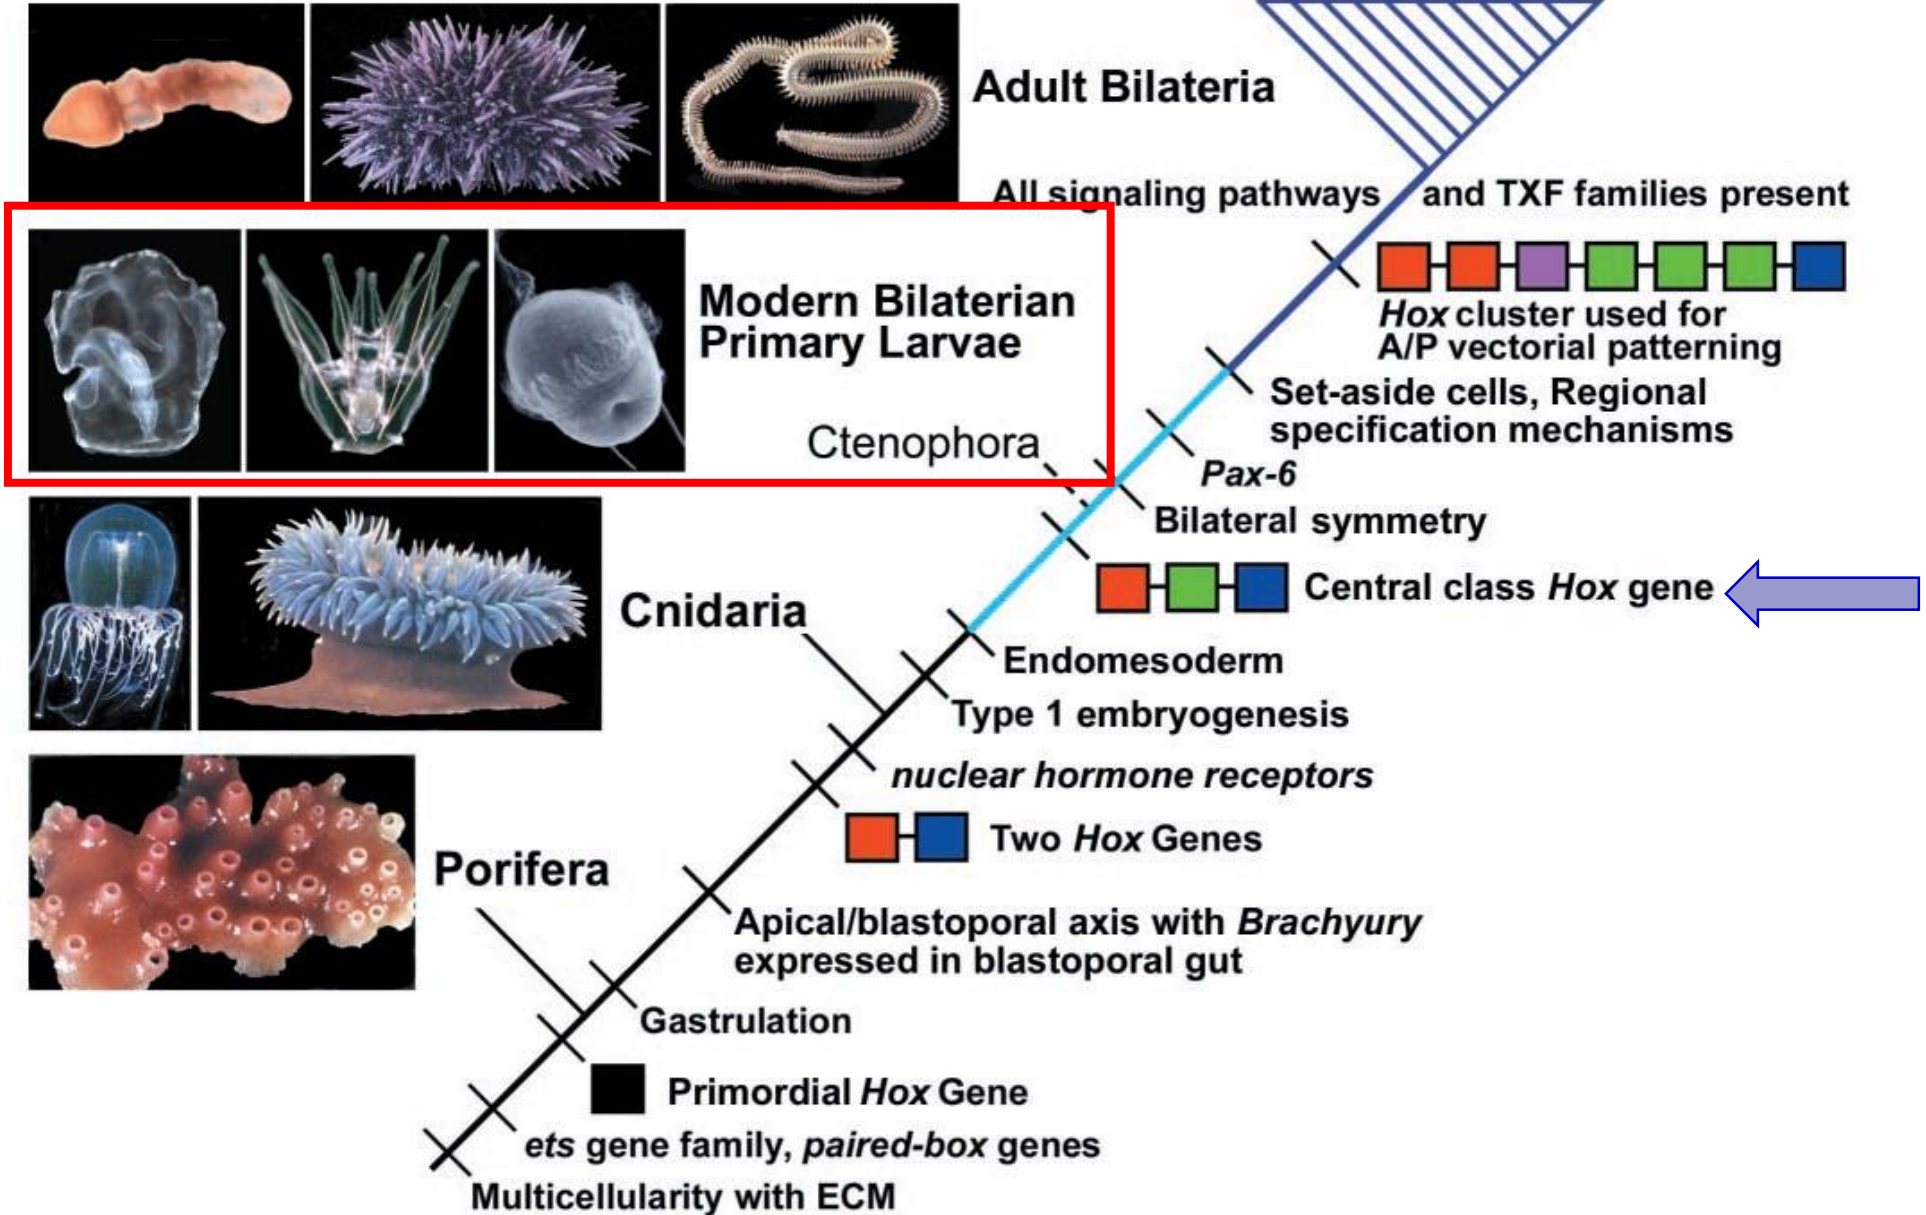 Adult Bilateria
All signaling pathways and TXF families present
Hox cluster used for
A/P vectorial patterning
Modern Bilaterian
Primary Larvae
Set-aside cells, Regional
specification mechanisms
Ctenophora
Pax-6
Bilateral symmetry
Central class Hox gene
Cnidaria
Endomesoderm
Type 1 embryogenesis
nuclear hormone receptors
Two Hox Genes
Porifera
Apical/blastoporal axis with Brachyury
expressed in blastoporal gut
Gastrulation
Primordial Hox Gene
ets gene family, paired-box genes
Multicellularity with ECM